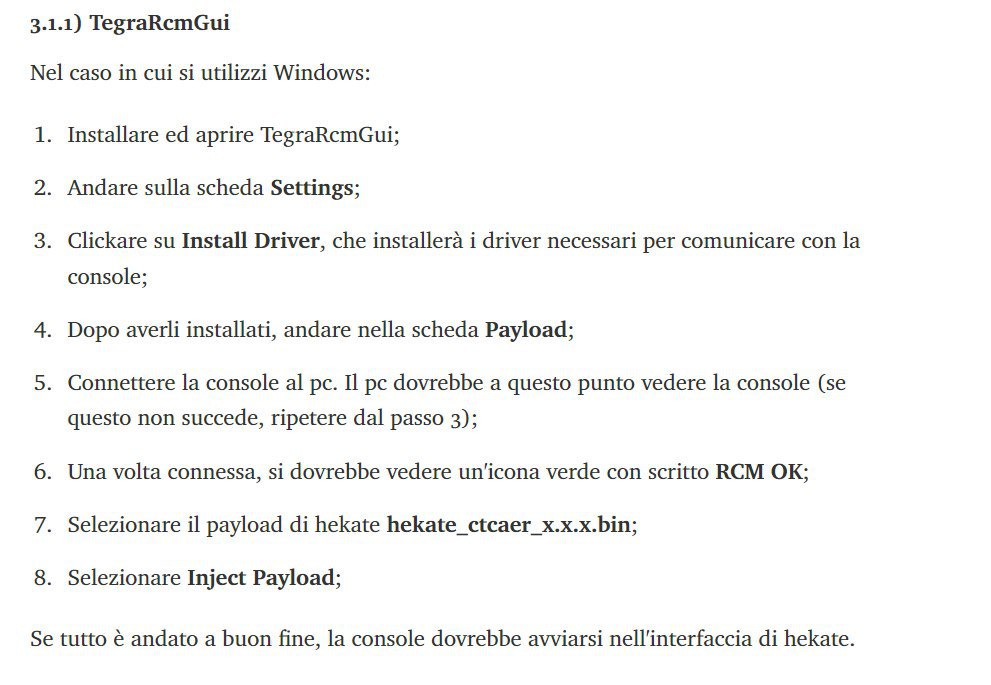 3.1.1) TegraRcmGui
Nel caso in cui si utilizzi Windows:
1. Installare ed aprire TegraRcmGui;
2. Andare sulla scheda Settings;
3. Clickare su Install Driver, che installerà i driver necessari per comunicare con la
console;
4. Dopo averli installati, andare nella scheda Payload;
5. Connettere la console al pc. Il pc dovrebbe a questo punto vedere la console (se
questo non succede, ripetere dal passo 3);
6. Una volta connessa, si dovrebbe vedere un'icona verde con scritto RCM OK;
7. Selezionare il payload di hekate hekate_ctcaer_x.x.x.bin;
8. Selezionare Inject Payload;
Se tutto è andato a buon fine, la console dovrebbe avviarsi nell'interfaccia di hekate.